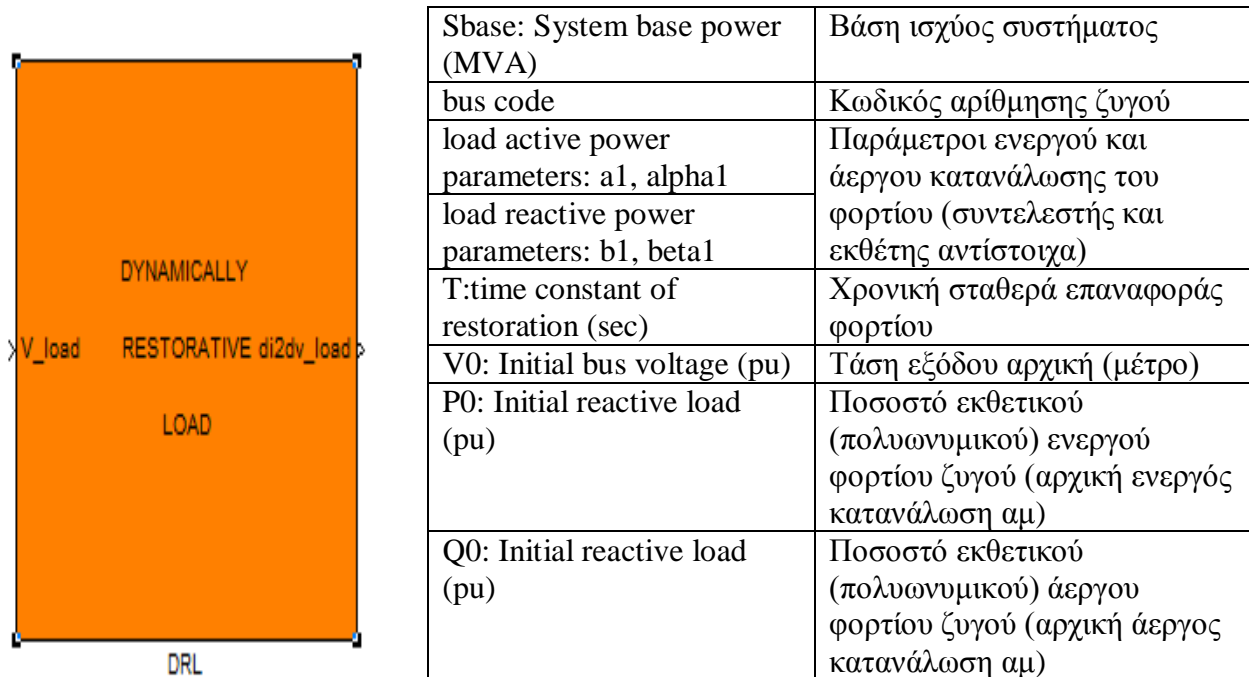 DYNAMICALLY
V_load RESTORATIVE di2dv_load
LOAD
DRL
Sbase: System base power
(MVA)
Βάση ισχύος συστήματος
bus code
Κωδικός αρίθμησης ζυγού
load active power
parameters: a1, alpha1
load reactive power
parameters: b1, beta1
Παράμετροι ενεργού και
άεργου κατανάλωσης του
φορτίου (συντελεστής και
εκθέτης αντίστοιχα)
T:time constant of
restoration (sec)
Χρονική σταθερά επαναφοράς
φορτίου
V0: Initial bus voltage (pu)
Τάση εξόδου αρχική (μέτρο)
P0: Initial reactive load
(pu)
Ποσοστό εκθετικού
(πολυωνυμικού) ενεργού
φορτίου ζυγού (αρχική ενεργός
κατανάλωση αμ)
Q0: Initial reactive load
(pu)
Ποσοστό εκθετικού
(πολυωνυμικού) άεργου
φορτίου ζυγού (αρχική άεργος
κατανάλωση αμ)